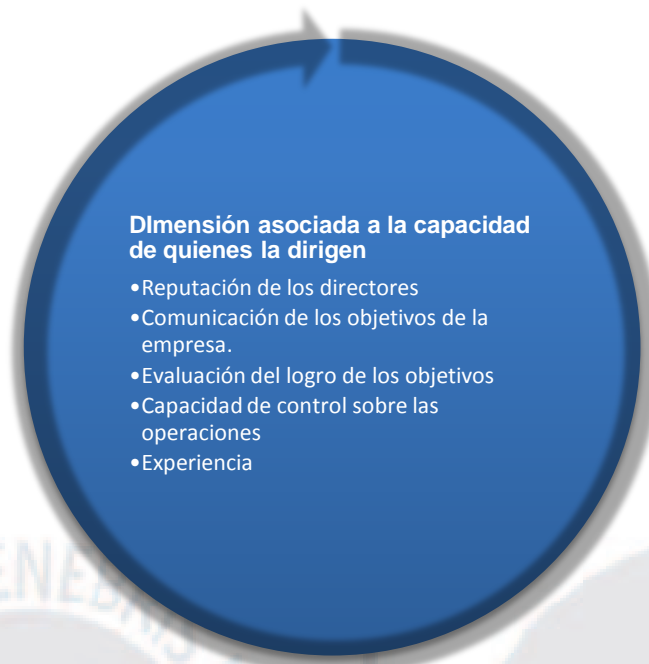 DImensión asociada a la capacidad
de quienes la dirigen
•Reputación de los directores
•Comunicación de los objetivos de la
empresa.
•Evaluación del logro de los objetivos
•Capacidad de control sobre las
operaciones
•Experiencia